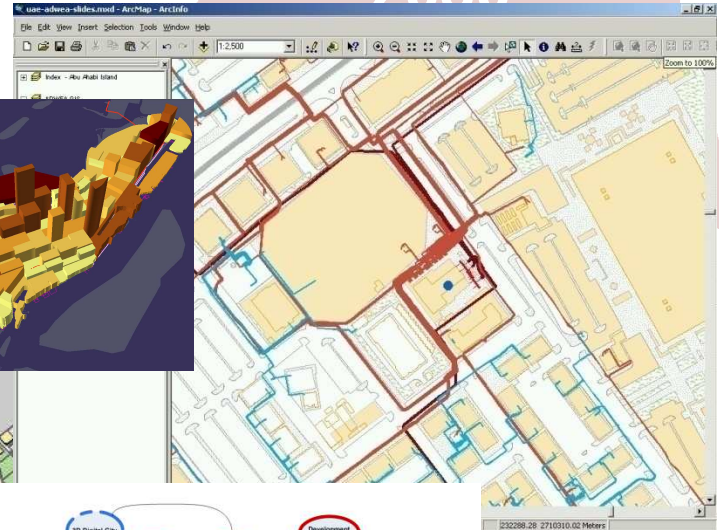 uae-adwea-slides.mxd - ArcMap - ArcInfo
File Edit View Insert Selection Tools Window Help
1:2,500
Zoom to 100%
Index - Abu Ahabi Island
232288.28 2710310.02 Meters
3D Digital City
Development